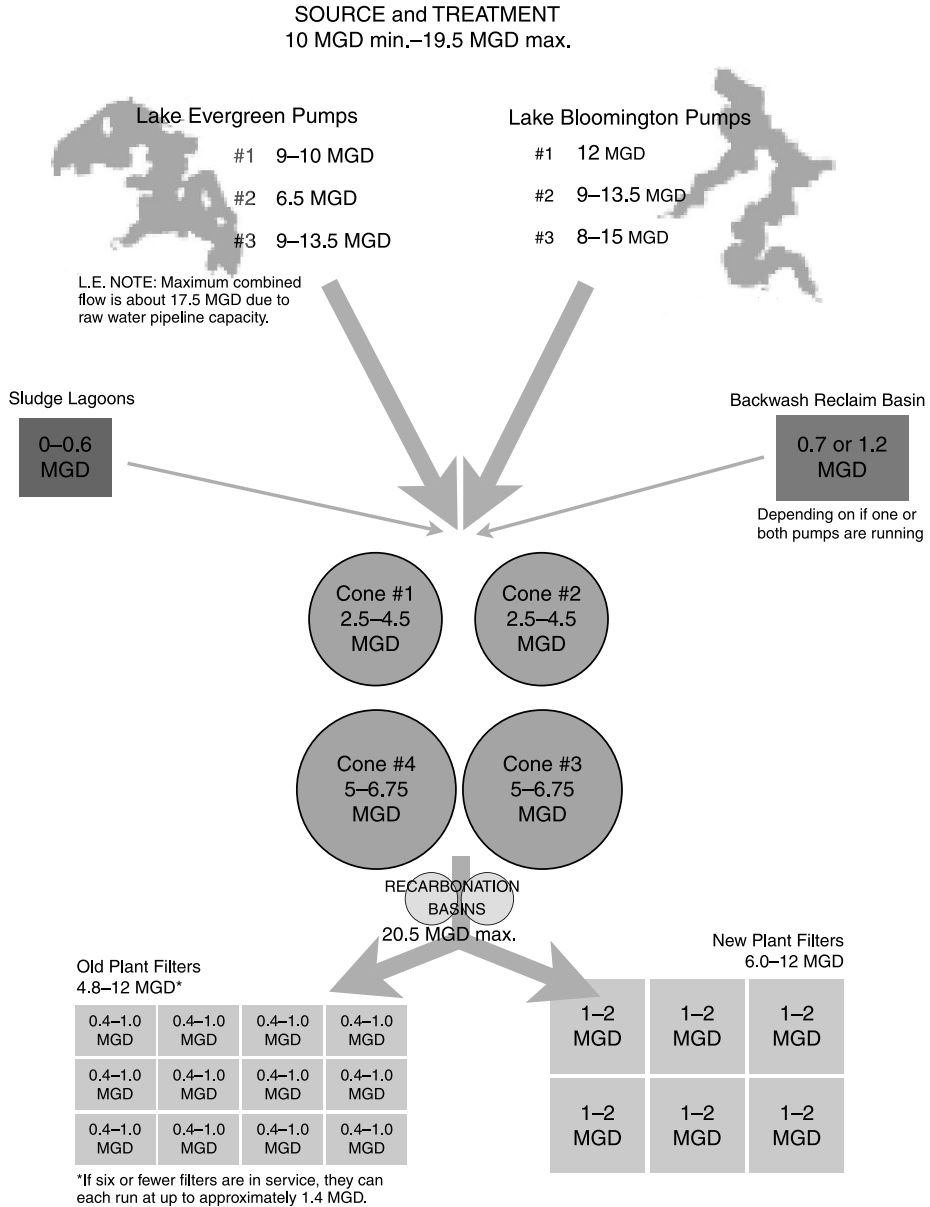 SOURCE and TREATMENT
10 MGD min.–19.5 MGD max.
Lake Evergreen Pumps
#1 9–10 MGD
#2 6.5 MGD
#3 9–13.5 MGD
L.E. NOTE: Maximum combined
flow is about 17.5 MGD due to
raw water pipeline capacity.
Lake Bloomington Pumps
#1 12 MGD
#2 9–13.5 MGD
#3 8–15 MGD
Sludge Lagoons
0–0.6
MGD
Backwash Reclaim Basin
0.7 or 1.2
MGD
Depending on if one or
both pumps are running
Cone #1
2.5–4.5
MGD
Cone #2
2.5–4.5
MGD
Cone #4
5–6.75
MGD
Cone #3
5–6.75
MGD
RECARBONATION
BASINS
20.5 MGD max.
Old Plant Filters
4.8–12 MGD*
0.4–1.0 0.4–1.0 0.4–1.0 0.4–1.0
MGD MGD MGD MGD
0.4–1.0 0.4–1.0 0.4–1.0 0.4–1.0
MGD MGD MGD MGD
0.4–1.0 0.4–1.0 0.4–1.0 0.4–1.0
MGD MGD MGD MGD
*If six or fewer filters are in service, they can
each run at up to approximately 1.4 MGD.
New Plant Filters
6.0–12 MGD
1–2 1–2 1–2
MGD MGD MGD
1–2 1–2 1–2
MGD MGD MGD